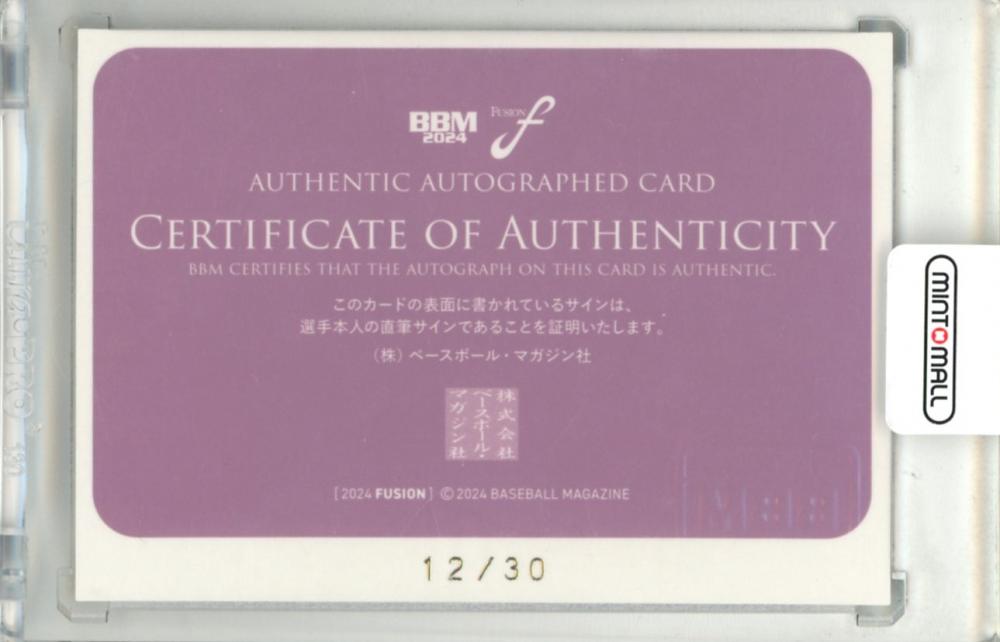 BBM
2024
FUSION f
AUTHENTIC AUTOGRAPHED CARD
CERTIFICATE OF AUTHENTICITY
BBM CERTIFIES THAT THE AUTOGRAPH ON THIS CARD IS AUTHENTIC.
このカードの表面に書かれているサインは、
選手本人の直筆サインであることを証明いたします。
（株）ベースボール・マガジン社
株式会社
ベースボール・
マガジン社
[2024 FUSION] ©2024 BASEBALL MAGAZINE
12/30
MINTMALL